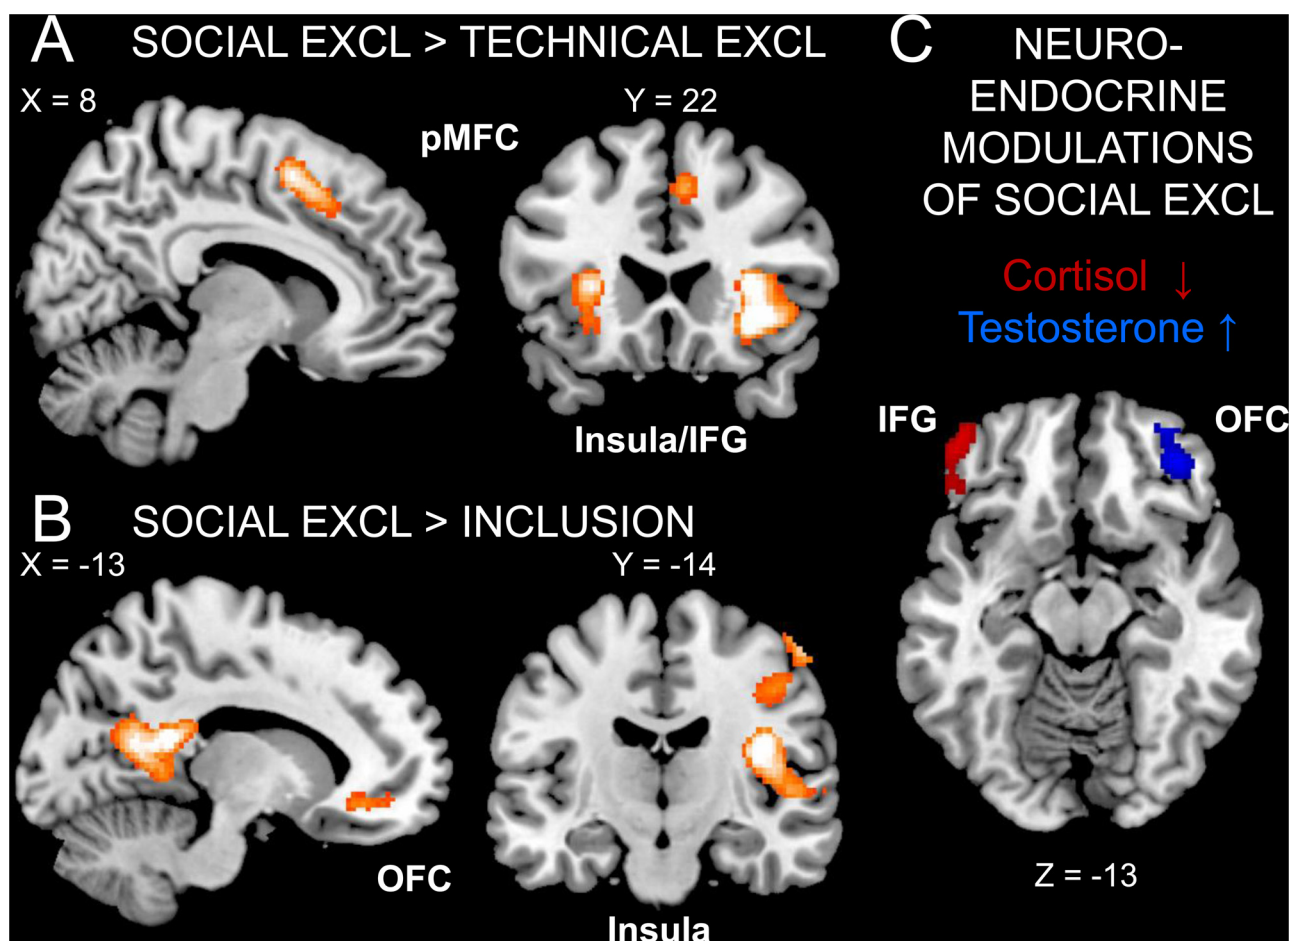 A
SOCIAL EXCL > TECHNICAL EXCL
X = 8
pMFC
Y = 22
Insula/IFG
B
SOCIAL EXCL > INCLUSION
X = -13
Y = -14
OFC
Insula
C
NEURO-
ENDOCRINE
MODULATIONS
OF SOCIAL EXCL
Cortisol ↓
Testosterone ↑
IFG
OFC
Z = -13